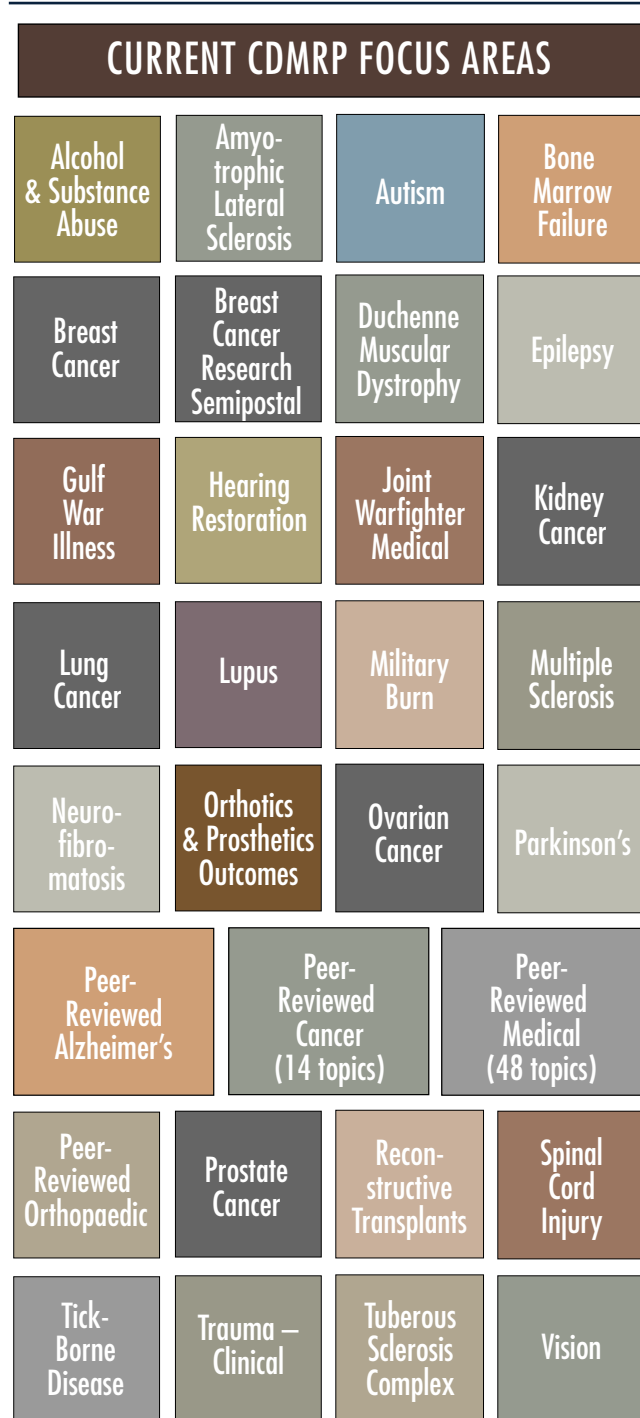 CURRENT CDMRP FOCUS AREAS
Alcohol
& Substance
Abuse
Amyo-
trophic
Lateral
Sclerosis
Autism
Bone
Marrow
Failure
Breast
Cancer
Breast
Cancer
Research
Semipostal
Duchenne
Muscular
Dystrophy
Epilepsy
Gulf
War
Illness
Hearing
Restoration
Joint
Warfighter
Medical
Kidney
Cancer
Lung
Cancer
Lupus
Military
Burn
Multiple
Sclerosis
Neuro-
fibro-
matosis
Orthotics
& Prosthetics
Outcomes
Ovarian
Cancer
Parkinson’s
Peer-
Reviewed
Alzheimer’s
Peer-
Reviewed
Cancer
(14 topics)
Peer-
Reviewed
Medical
(48 topics)
Peer-
Reviewed
Orthopaedic
Prostate
Cancer
Recon-
structive
Transplants
Spinal
Cord
Injury
Tick-
Borne
Disease
Trauma –
Clinical
Tuberous
Sclerosis
Complex
Vision